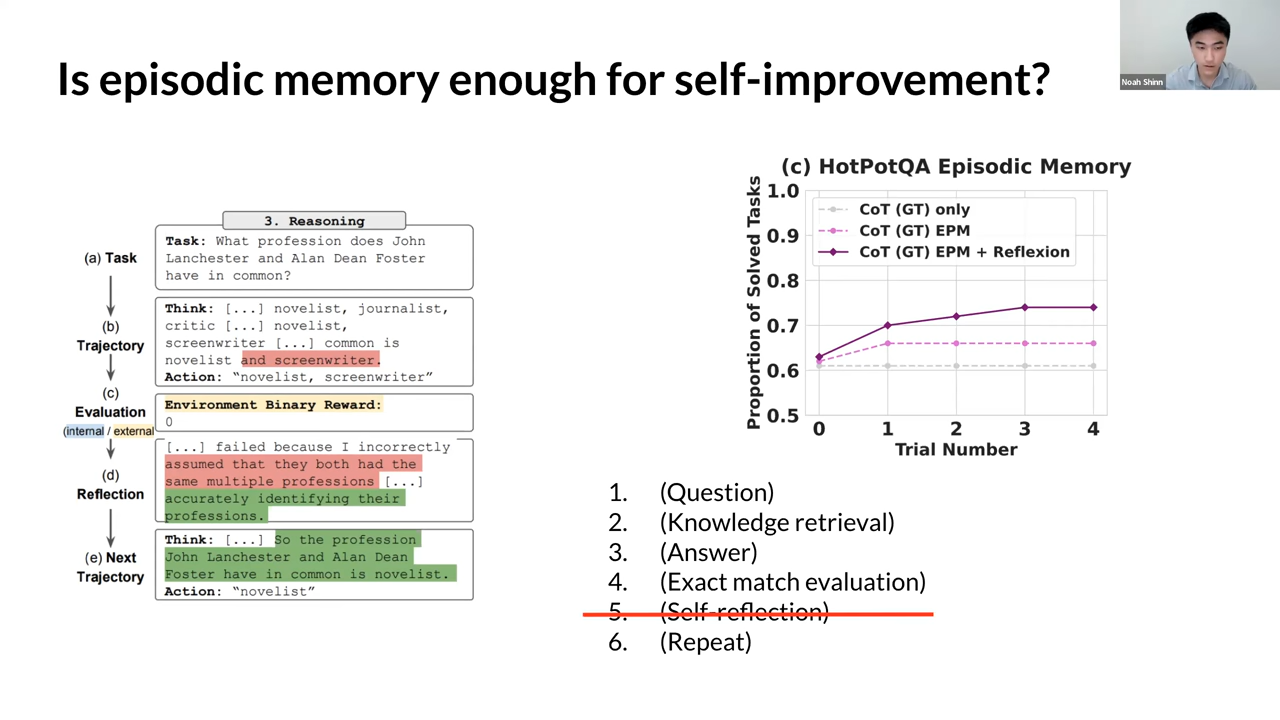 Is episodic memory enough for self-improvement?
Noah Shinn
3. Reasoning
(a) Task
Task: What profession does John
Lanchester and Alan Dean Foster
have in common?
(b)
Trajectory
Think: [...] novelist, journalist,
critic [...] novelist,
screenwriter [...] common is
novelist and screenwriter.
Action: “novelist, screenwriter”
(c)
Evaluation
(internal / external
Environment Binary Reward:
0
(d)
Reflection
[...] failed because I incorrectly
assumed that they both had the
same multiple professions [...]
accurately identifying their
professions.
(e) Next
Trajectory
Think: [...] So the profession
John Lanchester and Alan Dean
Foster have in common is novelist.
Action: “novelist”
(c) HotPotQA Episodic Memory
Proportion of Solved Tasks
1.0
0.9
0.8
0.7
0.6
0.5
CoT (GT) only
CoT (GT) EPM
CoT (GT) EPM + Reflexion
0 1 2 3 4
Trial Number
1. (Question)
2. (Knowledge retrieval)
3. (Answer)
4. (Exact match evaluation)
5. (Self-reflection)
6. (Repeat)